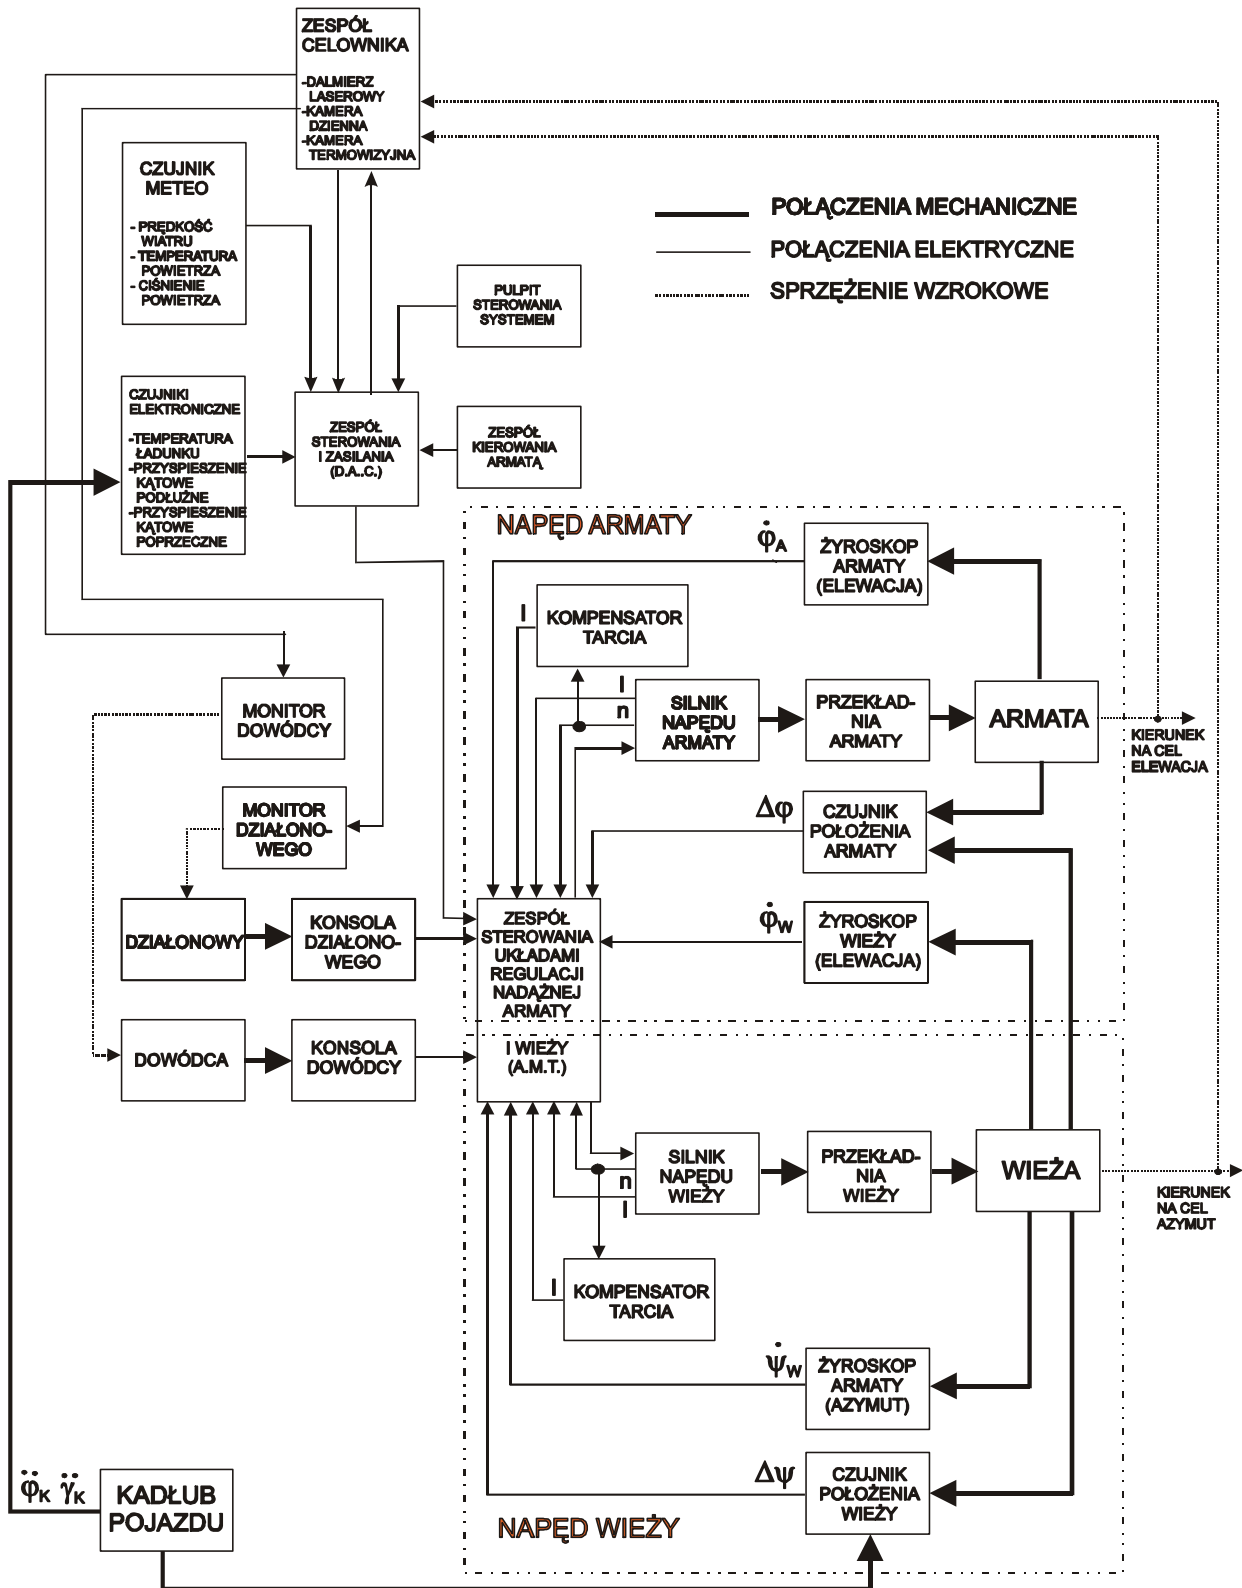 ZESPÓŁ
CELOWNIKA
-DALMIERZ
LASEROWY
-KAMERA
DZIENNA
-KAMERA
TERMOWIZYJNA
CZUJNIK
METEO
- PRĘDKOŚĆ
WIATRU
- TEMPERATURA
POWIETRZA
- CIŚNIENIE
POWIETRZA
POŁĄCZENIA MECHANICZNE
POŁĄCZENIA ELEKTRYCZNE
SPRZĘŻENIE WZROKOWE
PULPIT
STEROWANIA
SYSTEMEM
CZUJNIKI
ELEKTRONICZNE
-TEMPERATURA
ŁADUNKU
-PRZYSPIESZENIE
KĄTOWE
PODŁUŻNE
-PRZYSPIESZENIE
KĄTOWE
POPRZECZNE
ZESPÓŁ
STEROWANIA
I ZASILANIA
(D.A..C.)
ZESPÓŁ
KIEROWANIA
ARMATĄ
NAPĘD ARMATY
φ̇A
ŻYROSKOP
ARMATY
(ELEWACJA)
I
KOMPENSATOR
TARCIA
I
n
SILNIK
NAPĘDU
ARMATY
PRZEKŁAD-
NIA
ARMATY
ARMATA
KIERUNEK
NA CEL
ELEWACJA
MONITOR
DOWÓDCY
MONITOR
DZIAŁONO-
WEGO
Δφ
CZUJNIK
POŁOŻENIA
ARMATY
DZIAŁONOWY
KONSOLA
DZIAŁONO-
WEGO
ZESPÓŁ
STEROWANIA
UKŁADAMI
REGULACJI
NADĄŻNEJ
ARMATY
I WIEŻY
(A.M.T.)
φ̇W
ŻYROSKOP
WIEŻY
(ELEWACJA)
DOWÓDCA
KONSOLA
DOWÓDCY
SILNIK
NAPĘDU
WIEŻY
n
I
PRZEKŁAD-
NIA
WIEŻY
WIEŻA
KIERUNEK
NA CEL
AZYMUT
I
KOMPENSATOR
TARCIA
ψ̇W
ŻYROSKOP
ARMATY
(AZYMUT)
Δψ
CZUJNIK
POŁOŻENIA
WIEŻY
NAPĘD WIEŻY
φ̈K γ̈K
KADŁUB
POJAZDU